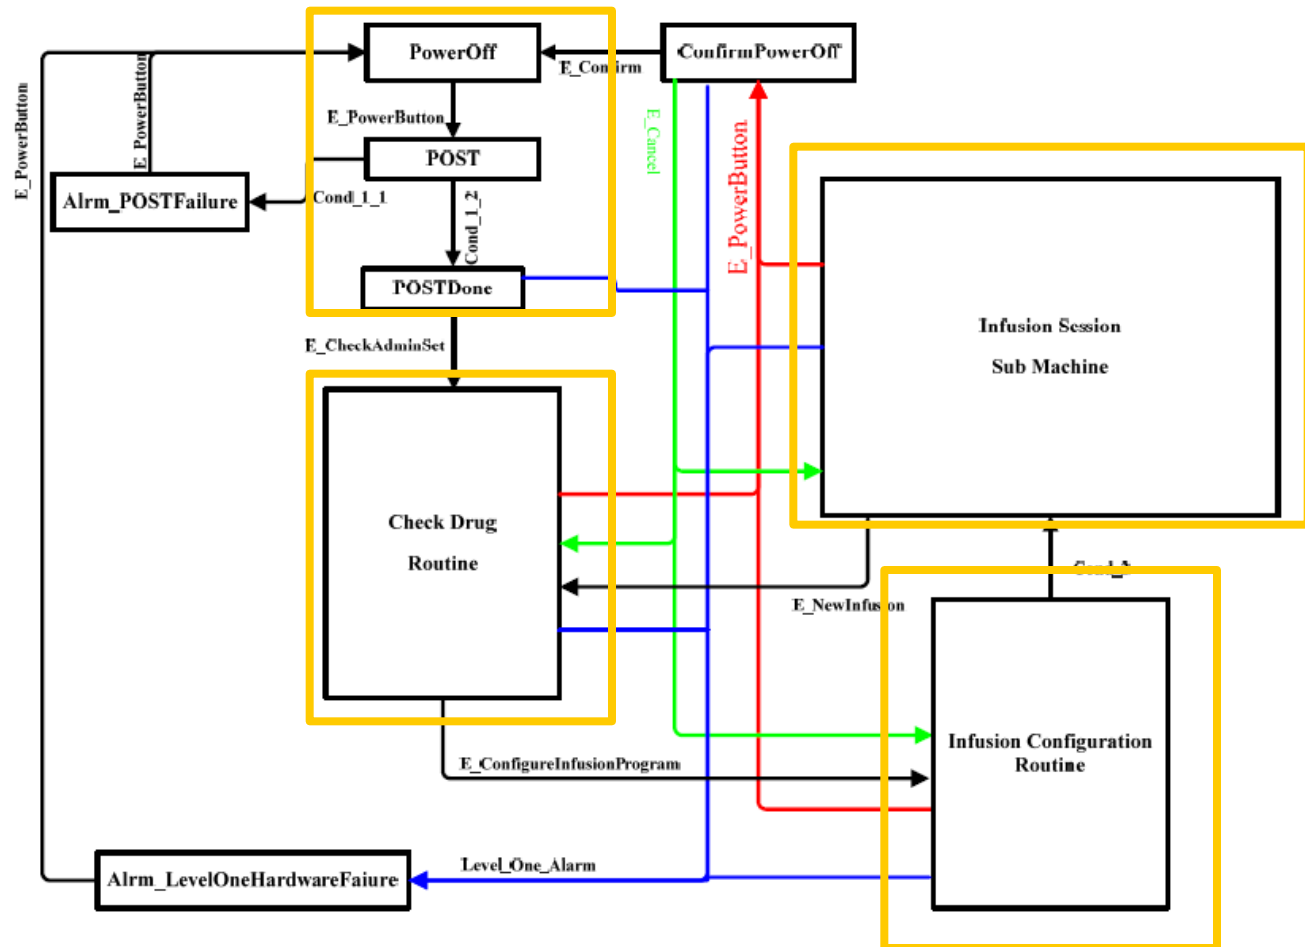 PowerOff
ConfirmPowerOff
E_Confirm
E_PowerButton
E_PowerButton
E_PowerButton
E_Cancel
POST
E_PowerButton
Alrm_POSTFailure
Cond_1_1
Cond_1_2
POSTDone
Infusion Session
Sub Machine
E_CheckAdminSet
Check Drug
Routine
E_NewInfusion
Infusion Configuration
Routine
E_ConfigureInfusionProgram
Level_One_Alarm
Alrm_LevelOneHardwareFaiure